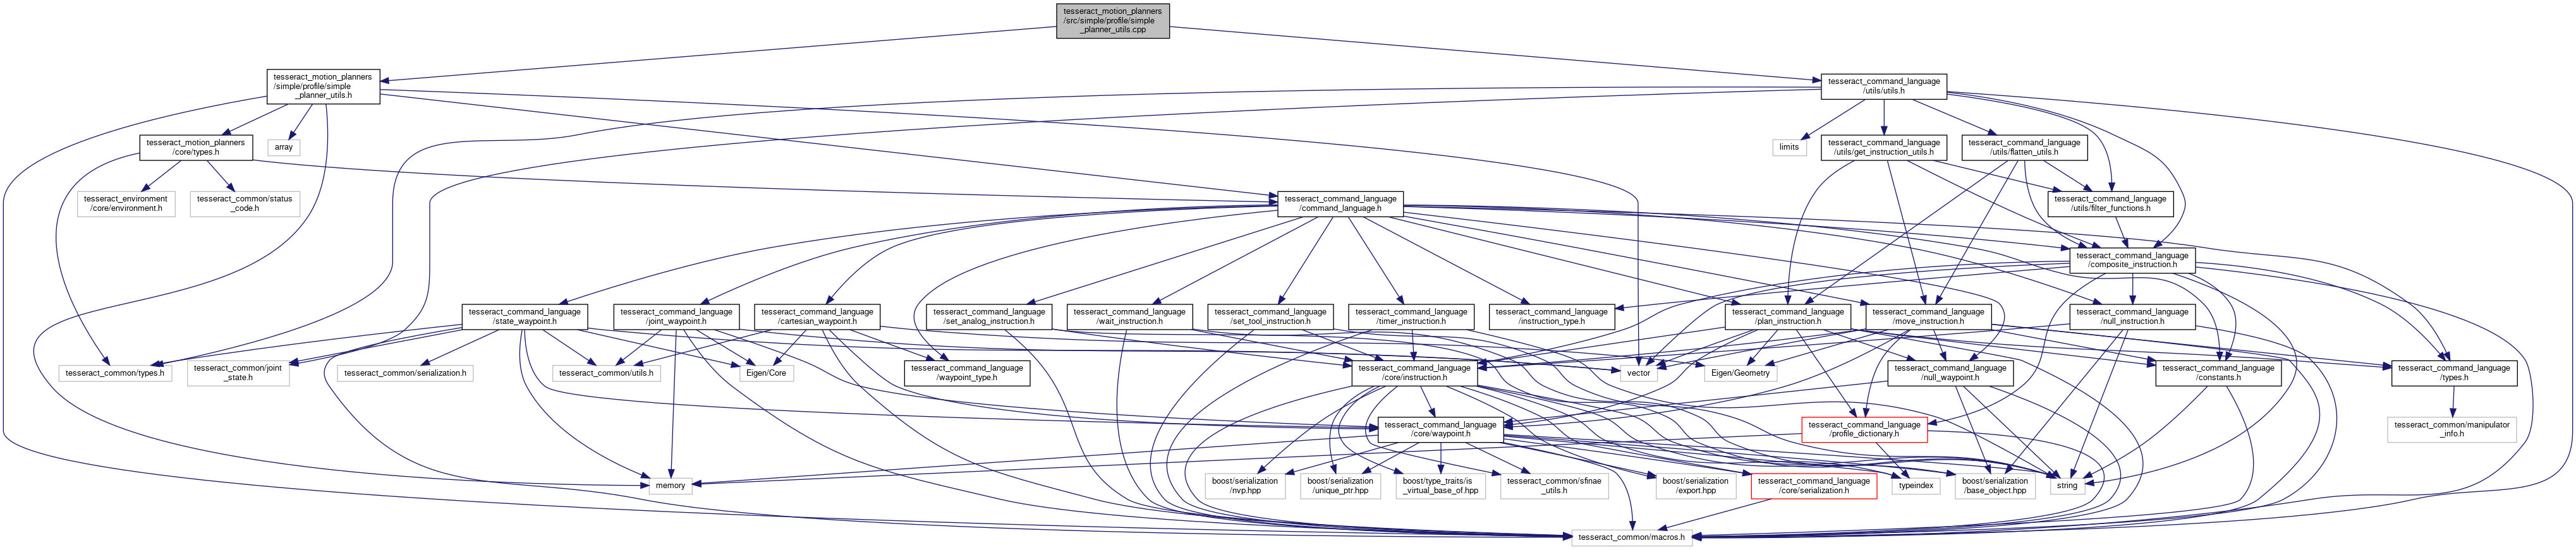 tesseract_motion_planners
/src/simple/profile/simple
_planner_utils.cpp
tesseract_motion_planners
/simple/profile/simple
_planner_utils.h
tesseract_command_language
/utils/utils.h
tesseract_motion_planners
/core/types.h
array
limits
tesseract_command_language
/utils/get_instruction_utils.h
tesseract_command_language
/utils/flatten_utils.h
tesseract_environment
/core/environment.h
tesseract_common/status
_code.h
tesseract_command_language
/command_language.h
tesseract_command_language
/utils/filter_functions.h
tesseract_command_language
/composite_instruction.h
tesseract_command_language
/state_waypoint.h
tesseract_command_language
/joint_waypoint.h
tesseract_command_language
/cartesian_waypoint.h
tesseract_command_language
/set_analog_instruction.h
tesseract_command_language
/wait_instruction.h
tesseract_command_language
/set_tool_instruction.h
tesseract_command_language
/timer_instruction.h
tesseract_command_language
/instruction_type.h
tesseract_command_language
/plan_instruction.h
tesseract_command_language
/move_instruction.h
tesseract_command_language
/null_instruction.h
tesseract_common/types.h
tesseract_common/joint
_state.h
tesseract_common/serialization.h
tesseract_common/utils.h
Eigen/Core
tesseract_command_language
/waypoint_type.h
tesseract_command_language
/core/instruction.h
vector
Eigen/Geometry
tesseract_command_language
/null_waypoint.h
tesseract_command_language
/constants.h
tesseract_command_language
/types.h
tesseract_command_language
/core/waypoint.h
tesseract_command_language
/profile_dictionary.h
tesseract_common/manipulator
_info.h
memory
boost/serialization
/nvp.hpp
boost/serialization
/unique_ptr.hpp
boost/type_traits/is
_virtual_base_of.hpp
tesseract_common/sfinae
_utils.h
boost/serialization
/export.hpp
tesseract_command_language
/core/serialization.h
typeindex
boost/serialization
/base_object.hpp
string
tesseract_common/macros.h